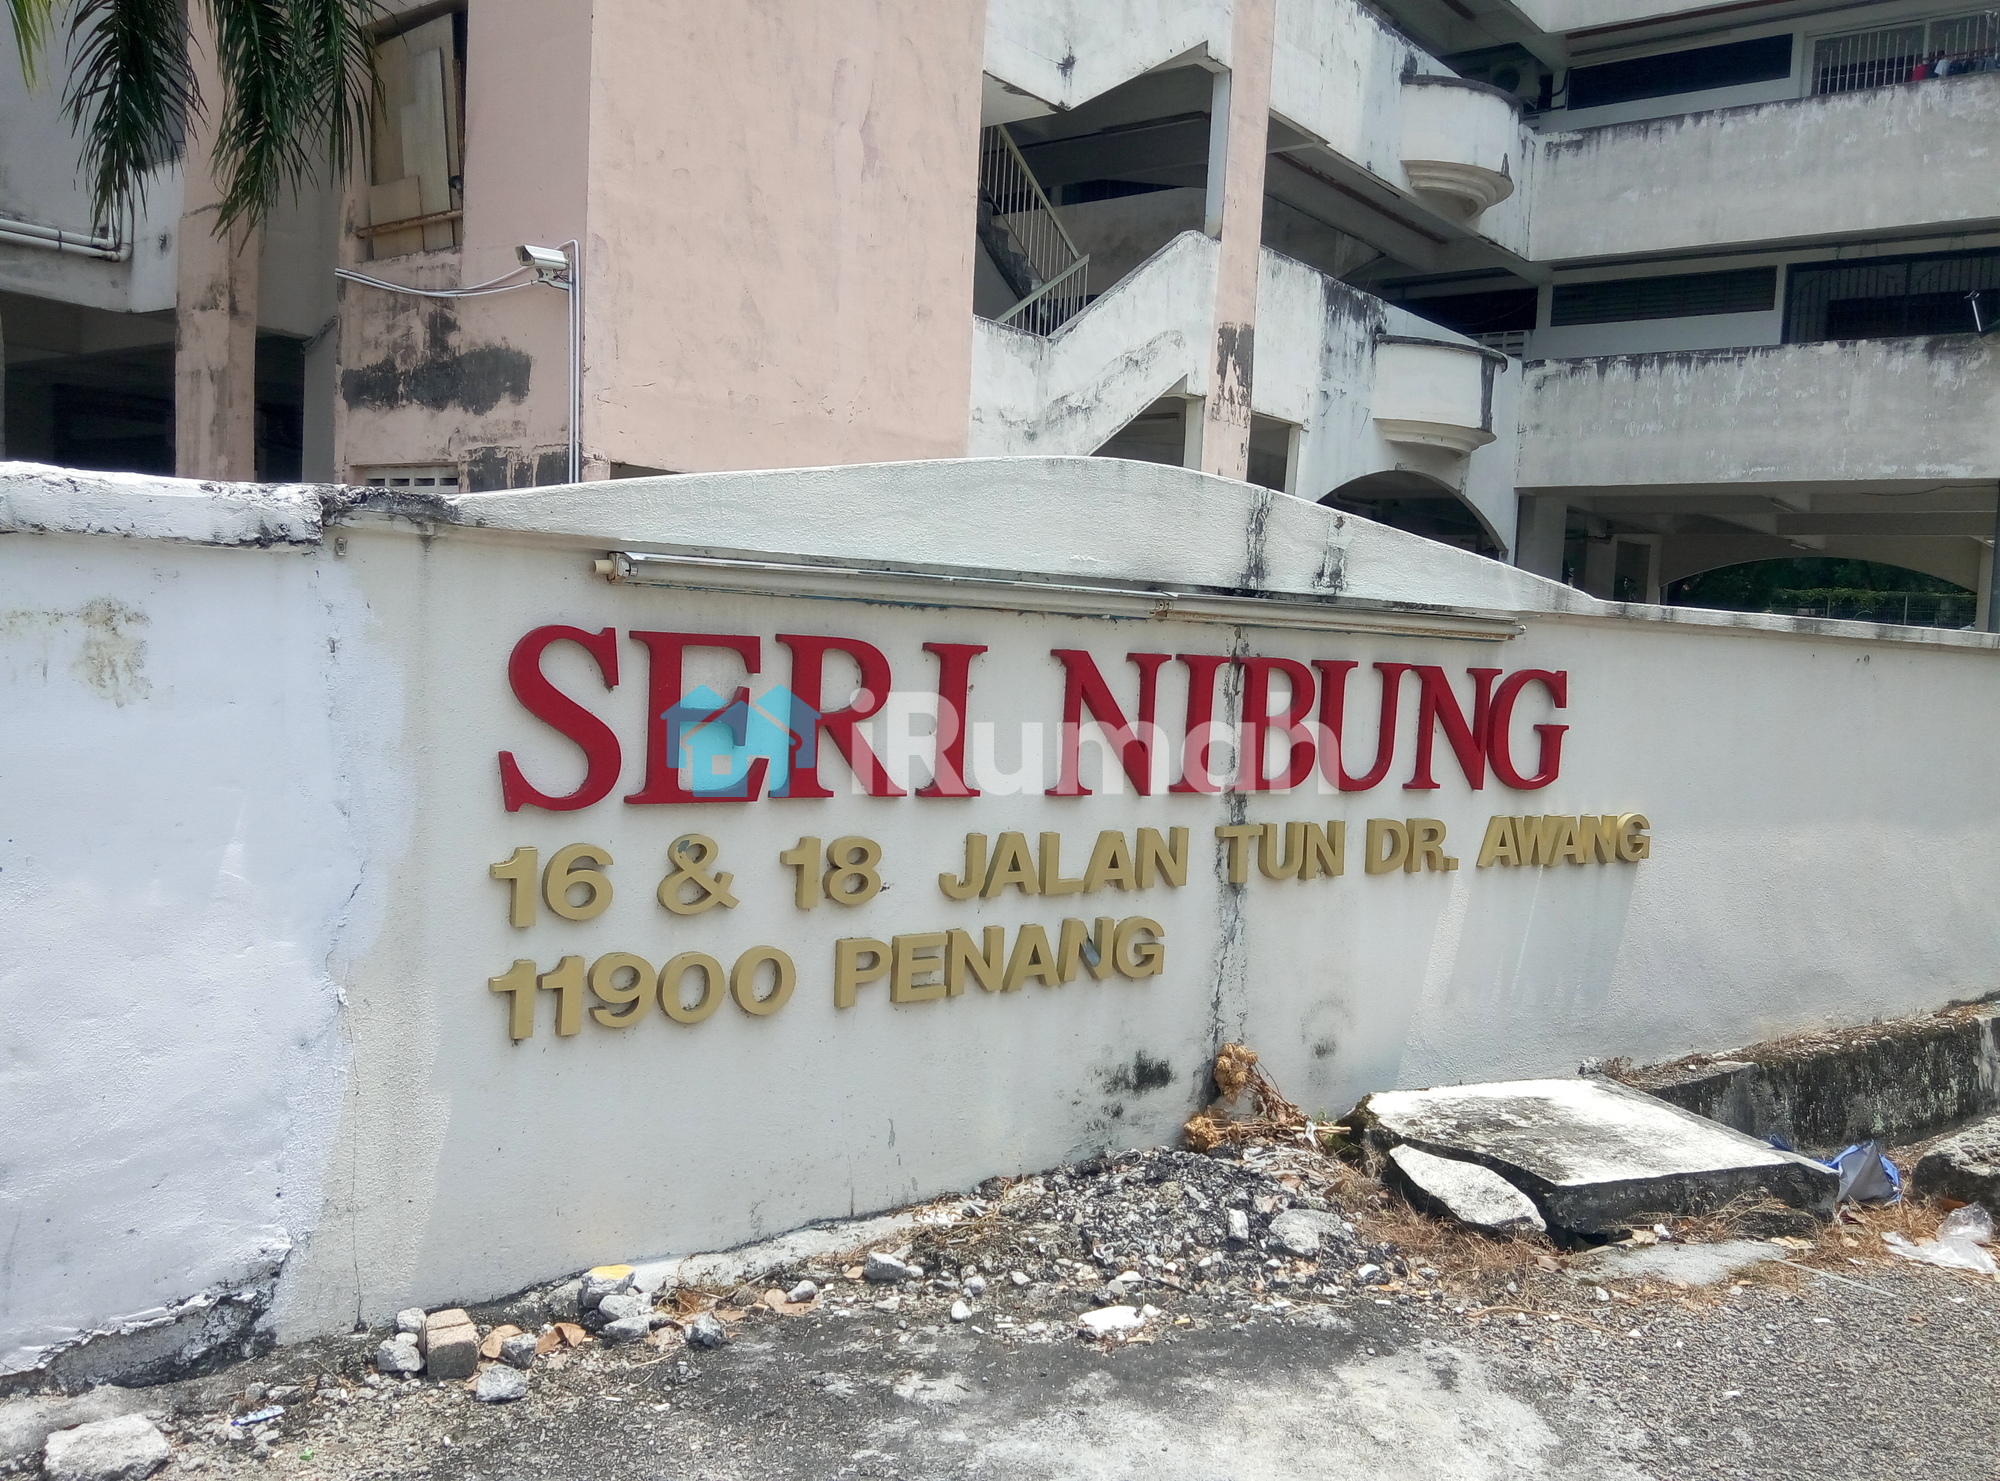 SERI NIBUNG
iRumah
16 & 18 JALAN TUN DR. AWANG
11900 PENANG